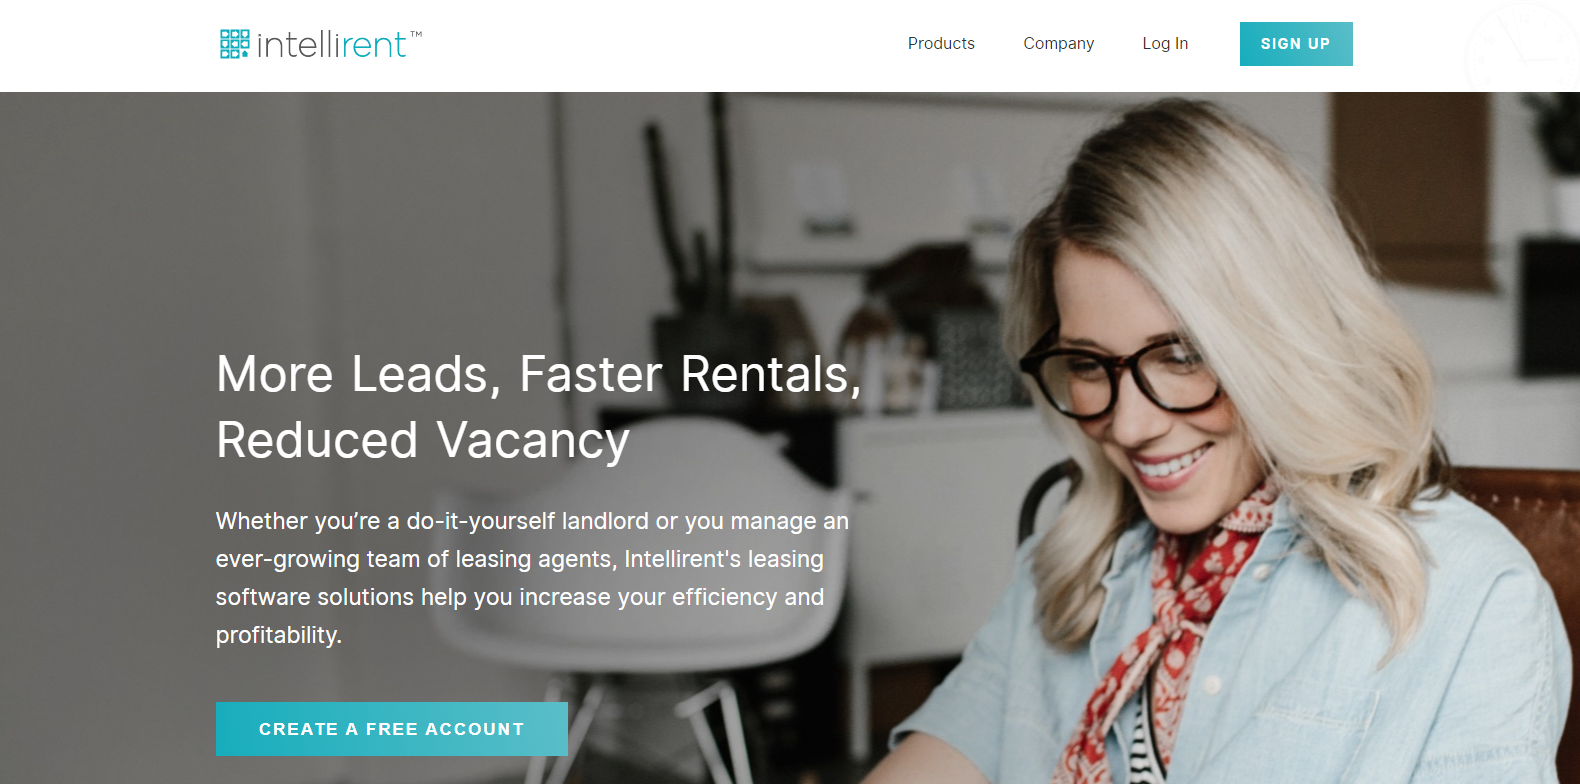 intellirent™
Products
Company
Log In
SIGN UP
More Leads, Faster Rentals,
Reduced Vacancy
Whether you’re a do-it-yourself landlord or you manage an
ever-growing team of leasing agents, Intellirent's leasing
software solutions help you increase your efficiency and
profitability.
CREATE A FREE ACCOUNT